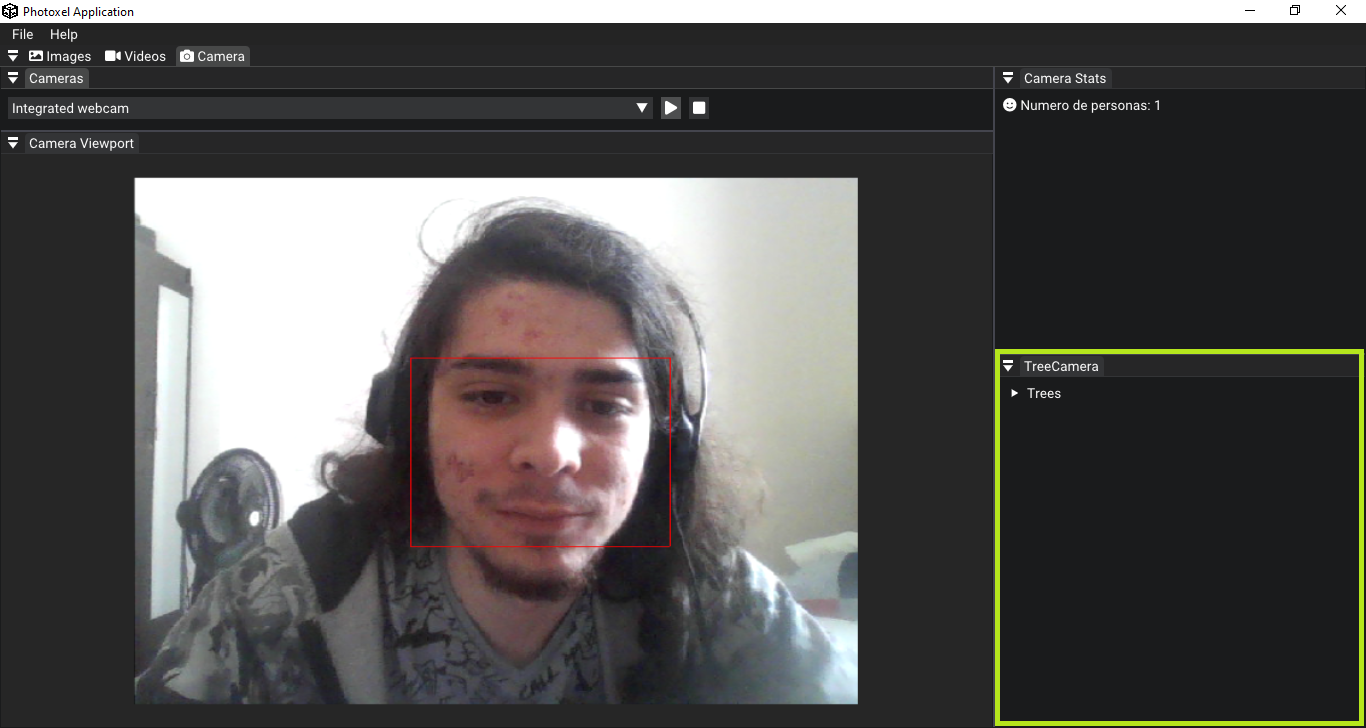 Photoxel Application
File Help
Images Videos Camera
Cameras
Integrated webcam
Camera Viewport
Camera Stats
Numero de personas: 1
TreeCamera
Trees
CALL